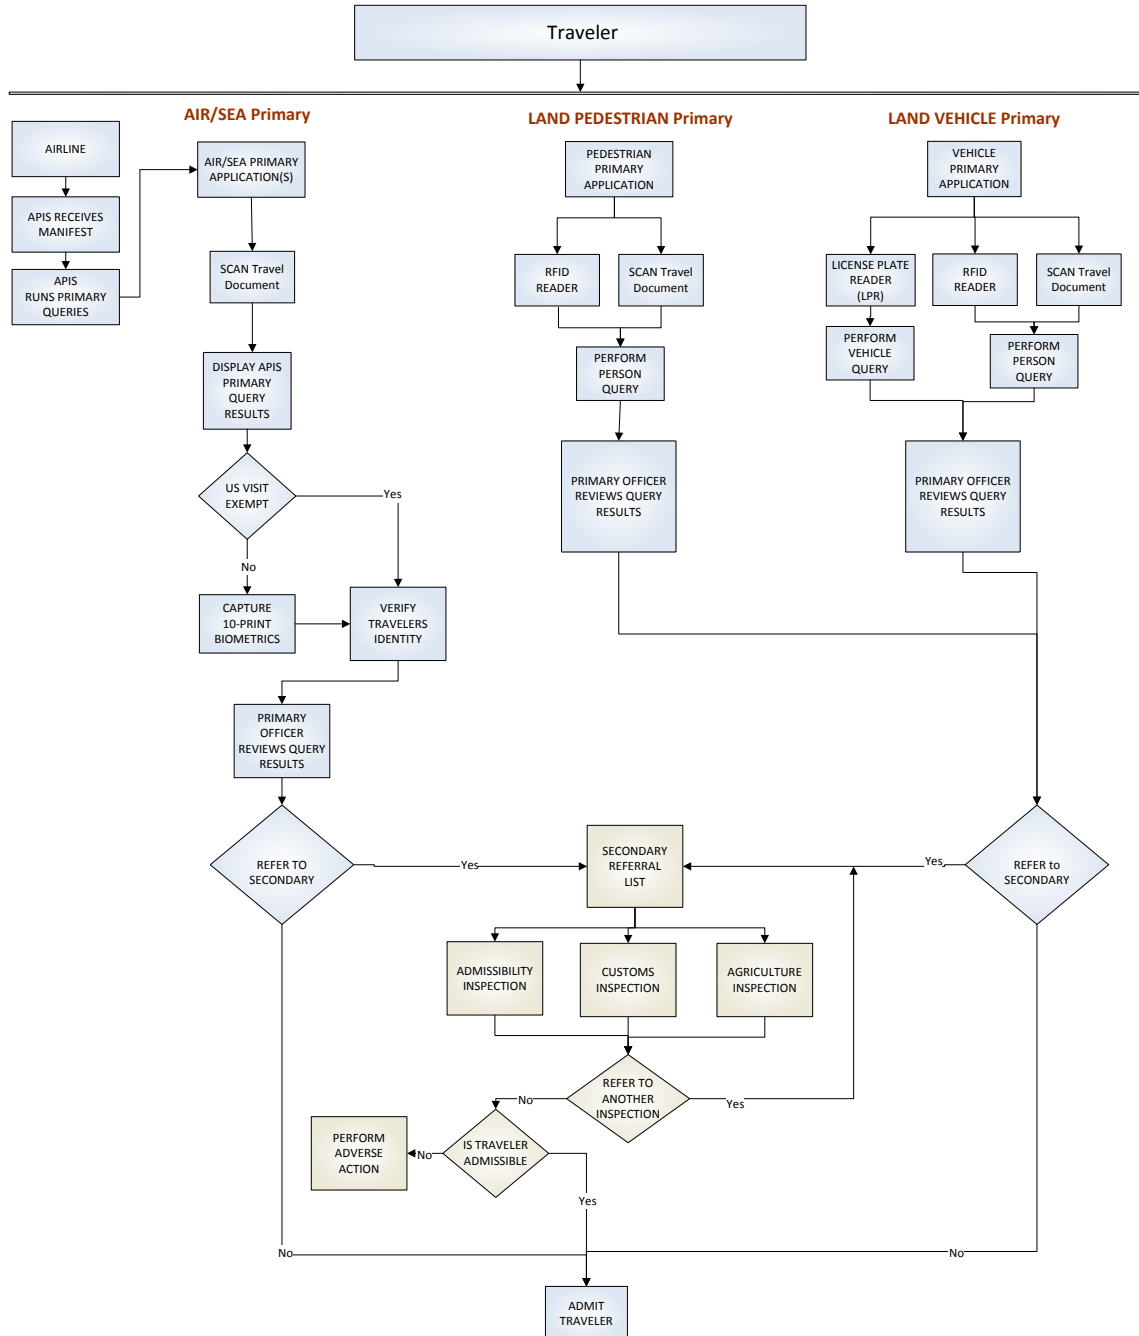 Traveler
AIR/SEA Primary
LAND PEDESTRIAN Primary
LAND VEHICLE Primary
AIRLINE
APIS RECEIVES
MANIFEST
APIS
RUNS PRIMARY
QUERIES
AIR/SEA PRIMARY
APPLICATION(S)
SCAN Travel
Document
DISPLAY APIS
PRIMARY
QUERY
RESULTS
US VISIT
EXEMPT
Yes
No
CAPTURE
10-PRINT
BIOMETRICS
VERIFY
TRAVELERS
IDENTITY
PRIMARY
OFFICER
REVIEWS QUERY
RESULTS
REFER TO
SECONDARY
Yes
No
PEDESTRIAN
PRIMARY
APPLICATION
RFID
READER
SCAN Travel
Document
PERFORM
PERSON
QUERY
PRIMARY OFFICER
REVIEWS QUERY
RESULTS
VEHICLE
PRIMARY
APPLICATION
LICENSE PLATE
READER
(LPR)
RFID
READER
SCAN Travel
Document
PERFORM
VEHICLE
QUERY
PERFORM
PERSON
QUERY
PRIMARY OFFICER
REVIEWS QUERY
RESULTS
REFER to
SECONDARY
Yes
No
SECONDARY
REFERRAL
LIST
ADMISSIBILITY
INSPECTION
CUSTOMS
INSPECTION
AGRICULTURE
INSPECTION
REFER TO
ANOTHER
INSPECTION
No
Yes
IS TRAVELER
ADMISSIBLE
No
Yes
PERFORM
ADVERSE
ACTION
ADMIT
TRAVELER